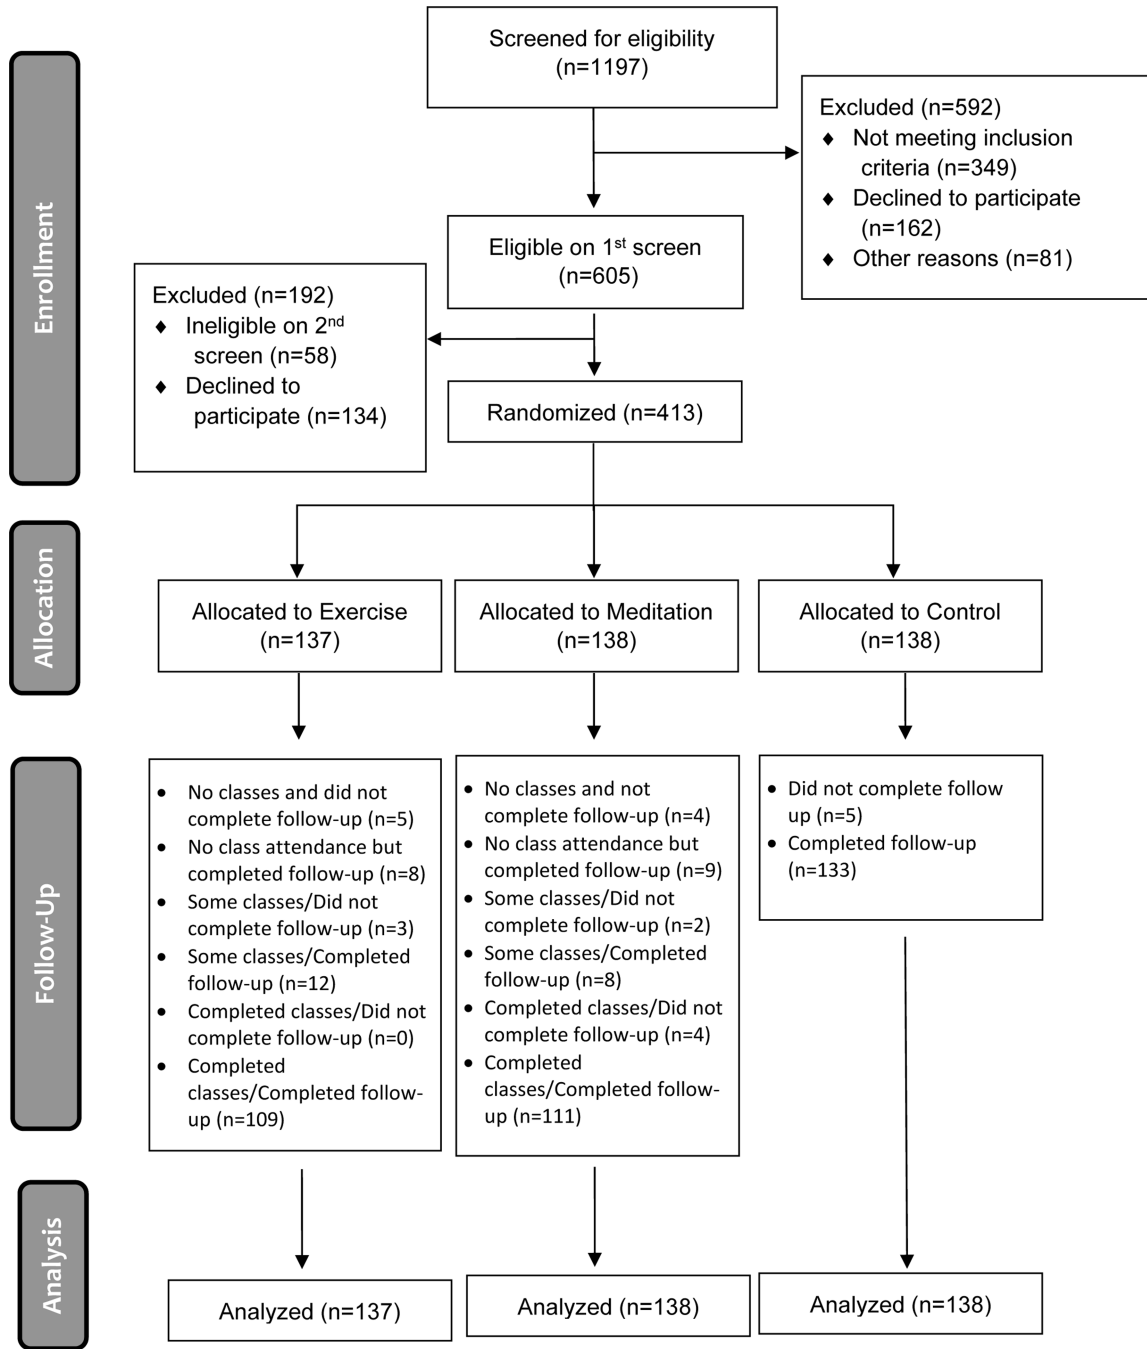 Screened for eligibility
(n=1197)
Excluded (n=592)
♦ Not meeting inclusion
criteria (n=349)
♦ Declined to participate
(n=162)
♦ Other reasons (n=81)
Enrollment
Eligible on 1st screen
(n=605)
Excluded (n=192)
♦ Ineligible on 2nd
screen (n=58)
♦ Declined to
participate (n=134)
Randomized (n=413)
Allocation
Allocated to Exercise
(n=137)
Allocated to Meditation
(n=138)
Allocated to Control
(n=138)
Follow-Up
• No classes and did not
complete follow-up (n=5)
• No class attendance but
completed follow-up (n=8)
• Some classes/Did not
complete follow-up (n=3)
• Some classes/Completed
follow-up (n=12)
• Completed classes/Did not
complete follow-up (n=0)
• Completed
classes/Completed follow-
up (n=109)
• No classes and not
complete follow-up (n=4)
• No class attendance but
completed follow-up (n=9)
• Some classes/Did not
complete follow-up (n=2)
• Some classes/Completed
follow-up (n=8)
• Completed classes/Did not
complete follow-up (n=4)
• Completed
classes/Completed follow-
up (n=111)
• Did not complete follow
up (n=5)
• Completed follow-up
(n=133)
Analysis
Analyzed (n=137)
Analyzed (n=138)
Analyzed (n=138)